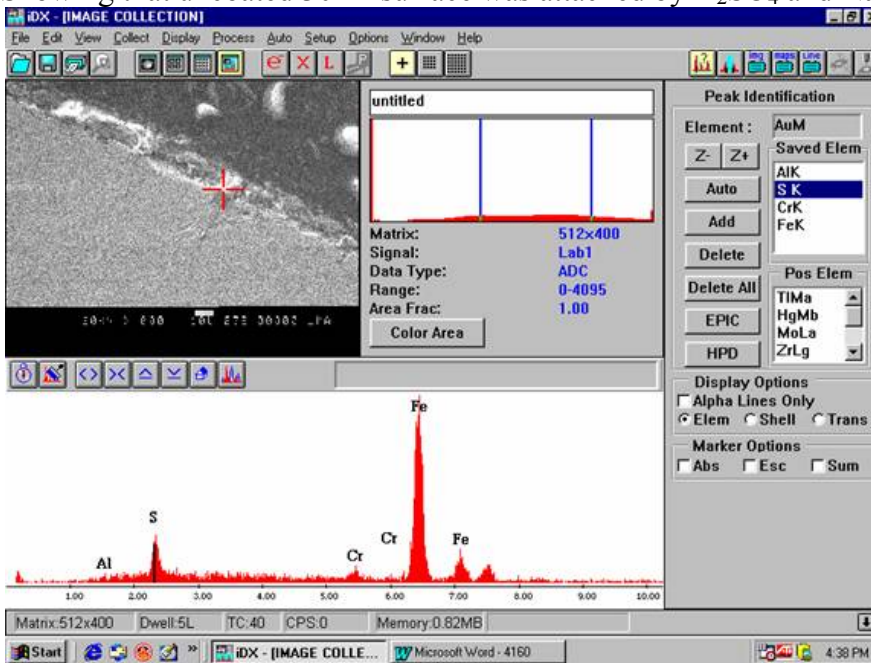 iDX - [IMAGE COLLECTION]
File Edit View Collect Display Process Auto Setup Options Window Help
untitled
Matrix: 512x400
Signal: Lab1
Data Type: ADC
Range: 0-4095
Area Frac: 1.00
Color Area
Peak Identification
Element : AuM
Z- Z+
Saved Elem
Auto
AlK
S K
CrK
FeK
Add
Delete
Delete All
EPIC
HPD
Pos Elem
TlMa
HgMb
MoLa
ZrLg
Display Options
Alpha Lines Only
Elem Shell Trans
Marker Options
Abs Esc Sum
Fe
S
Al
Cr
Cr
Fe
1.00 2.00 3.00 4.00 5.00 6.00 7.00 8.00 9.00 10.00
Matrix:512x400 Dwell:5L TC:40 CPS:0 Memory:0.82MB
Start iDX - [IMAGE COLLE... Microsoft Word - 4160 4:38 PM